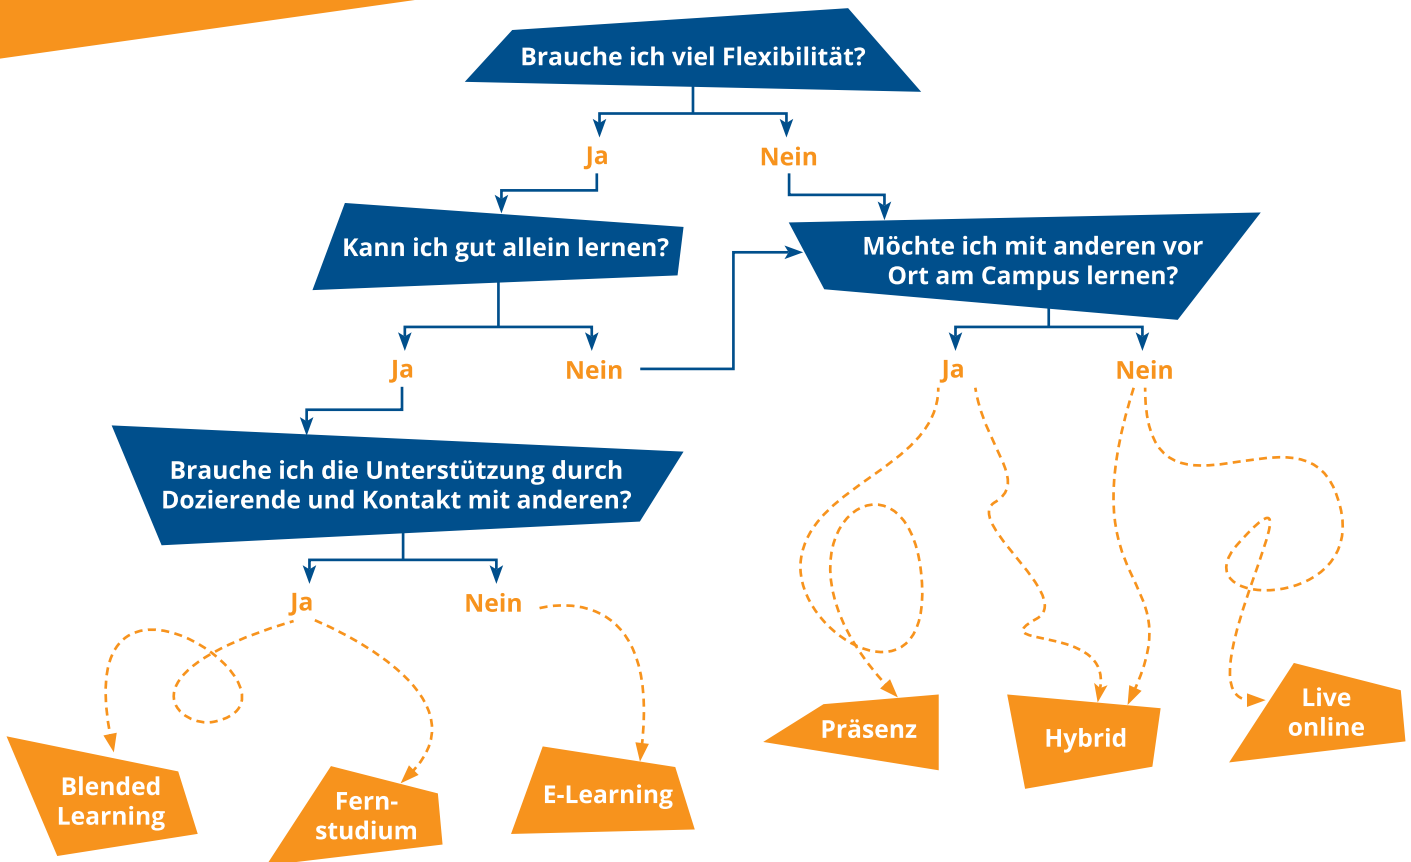 Brauche ich viel Flexibilität?
Ja
Nein
Kann ich gut allein lernen?
Möchte ich mit anderen vor
Ort am Campus lernen?
Ja
Nein
Ja
Nein
Brauche ich die Unterstützung durch
Dozierende und Kontakt mit anderen?
Ja
Nein
Blended
Learning
Fern-
studium
E-Learning
Präsenz
Hybrid
Live
online